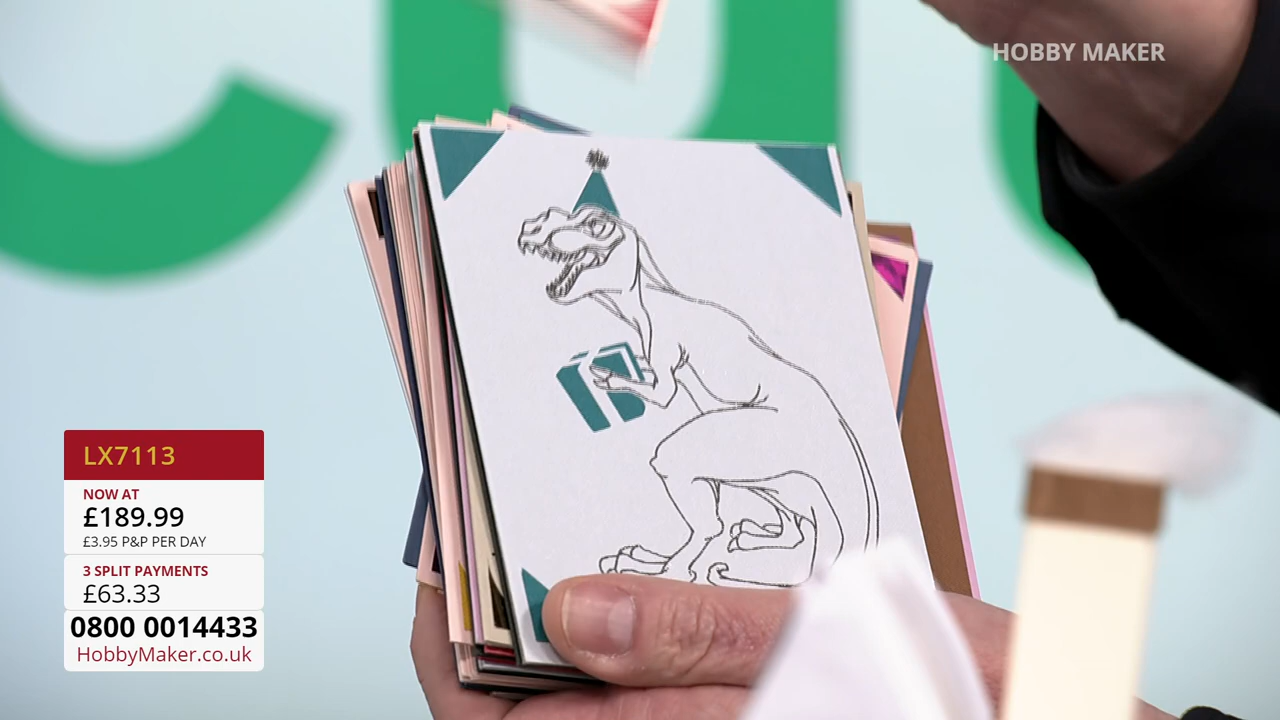 HOBBY MAKER
LX7113
NOW AT
£189.99
£3.95 P&P PER DAY
3 SPLIT PAYMENTS
£63.33
0800 0014433
HobbyMaker.co.uk